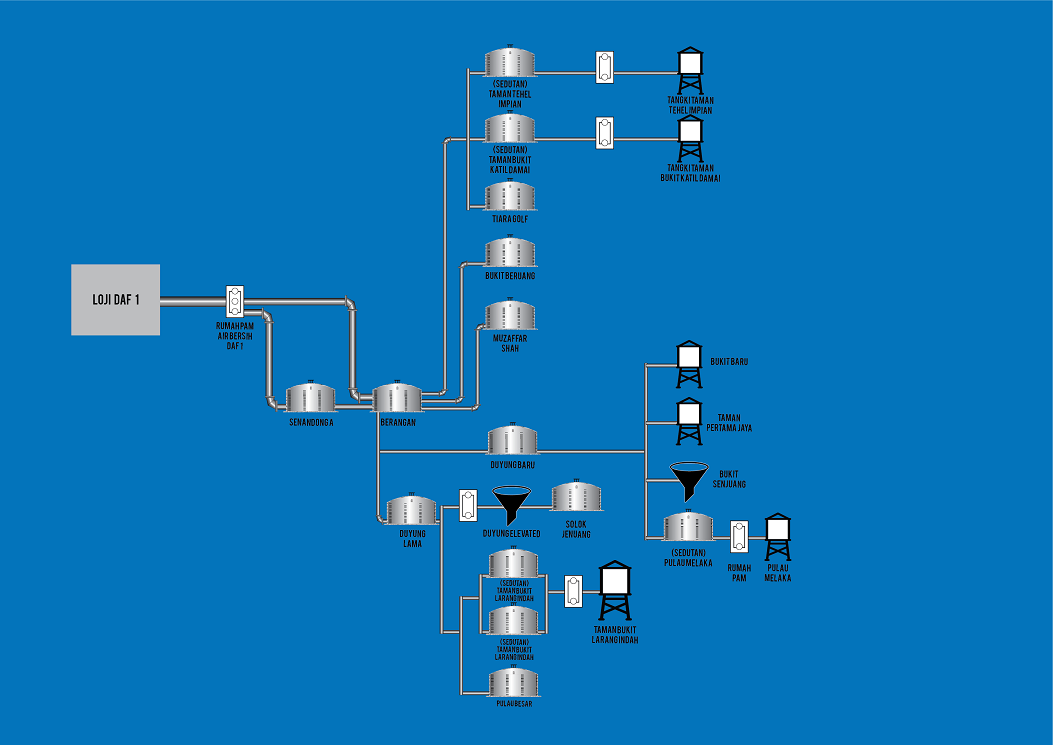 (SEDUTAN)
TAMAN TEHEL
IMPIAN
TANGKI TAMAN
TEHEL IMPIAN
(SEDUTAN)
TAMAN BUKIT
KATIL DAMAI
TANGKI TAMAN
BUKIT KATIL DAMAI
TIARA GOLF
BUKIT BERUANG
LOJI DAF 1
RUMAH PAM
AIR BERSIH
DAF 1
MUZAFFAR
SHAH
BUKIT BARU
SENANDONG A
BERANGAN
TAMAN
PERTAMA JAYA
DUYUNG BARU
BUKIT
SENJUANG
DUYUNG
LAMA
DUYUNG ELEVATED
SOLOK
JENUANG
(SEDUTAN)
PULAU MELAKA
RUMAH
PAM
PULAU
MELAKA
(SEDUTAN)
TAMAN BUKIT
LARANG INDAH
TAMAN BUKIT
LARANG INDAH
(SEDUTAN)
TAMAN BUKIT
LARANG INDAH
PULAU BESAR